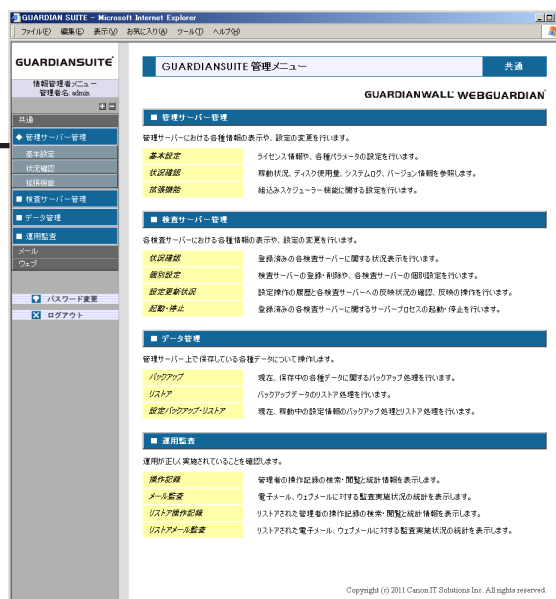 GUARDIAN SUITE - Microsoft Internet Explorer
ファイル(F) 編集(E) 表示(V) お気に入り(A) ツール(T) ヘルプ(H)
GUARDIANSUITE
情報管理者メニュー
管理者名: admin
共通
◆ 管理サーバー管理
基本設定
状況確認
拡張機能
■ 検査サーバー管理
■ データ管理
■ 運用監査
メール
ウェブ
パスワード変更
ログアウト
GUARDIANSUITE 管理メニュー 共通
GUARDIANWALL WEBGUARDIAN
■ 管理サーバー管理
管理サーバーにおける各種情報の表示や、設定の変更を行います。
基本設定 ライセンス情報や、各種パラメータの設定を行います。
状況確認 稼動状況、ディスク使用量、システムログ、バージョン情報を参照します。
拡張機能 組込みスケジューラー機能に関する設定を行います。
■ 検査サーバー管理
各検査サーバーにおける各種情報の表示や、設定の変更を行います。
状況確認 登録済みの各検査サーバーに関する状況表示を行います。
個別設定 検査サーバーの登録・削除や、各検査サーバーの個別設定を行います。
設定更新状況 設定操作の履歴と各検査サーバーへの反映状況の確認、反映の操作を行います。
起動・停止 登録済みの各検査サーバーに関するサーバープロセスの起動・停止を行います。
■ データ管理
管理サーバー上で保存している各種データについて操作します。
バックアップ 現在、保存中の各種データに関するバックアップ処理を行います。
リストア バックアップデータのリストア処理を行います。
設定バックアップ・リストア 現在、稼動中の設定情報のバックアップ処理とリストア処理を行います。
■ 運用監査
運用が正しく実施されていることを確認します。
操作記録 管理者の操作記録の検索・閲覧と統計情報を表示します。
メール監査 電子メール、ウェブメールに対する監査実施状況の統計を表示します。
リストア操作記録 リストアされた管理者の操作記録の検索・閲覧と統計情報を表示します。
リストアメール監査 リストアされた電子メール、ウェブメールに対する監査実施状況の統計を表示します。
Copyright (c) 2011 Canon IT Solutions Inc. All rights reserved.